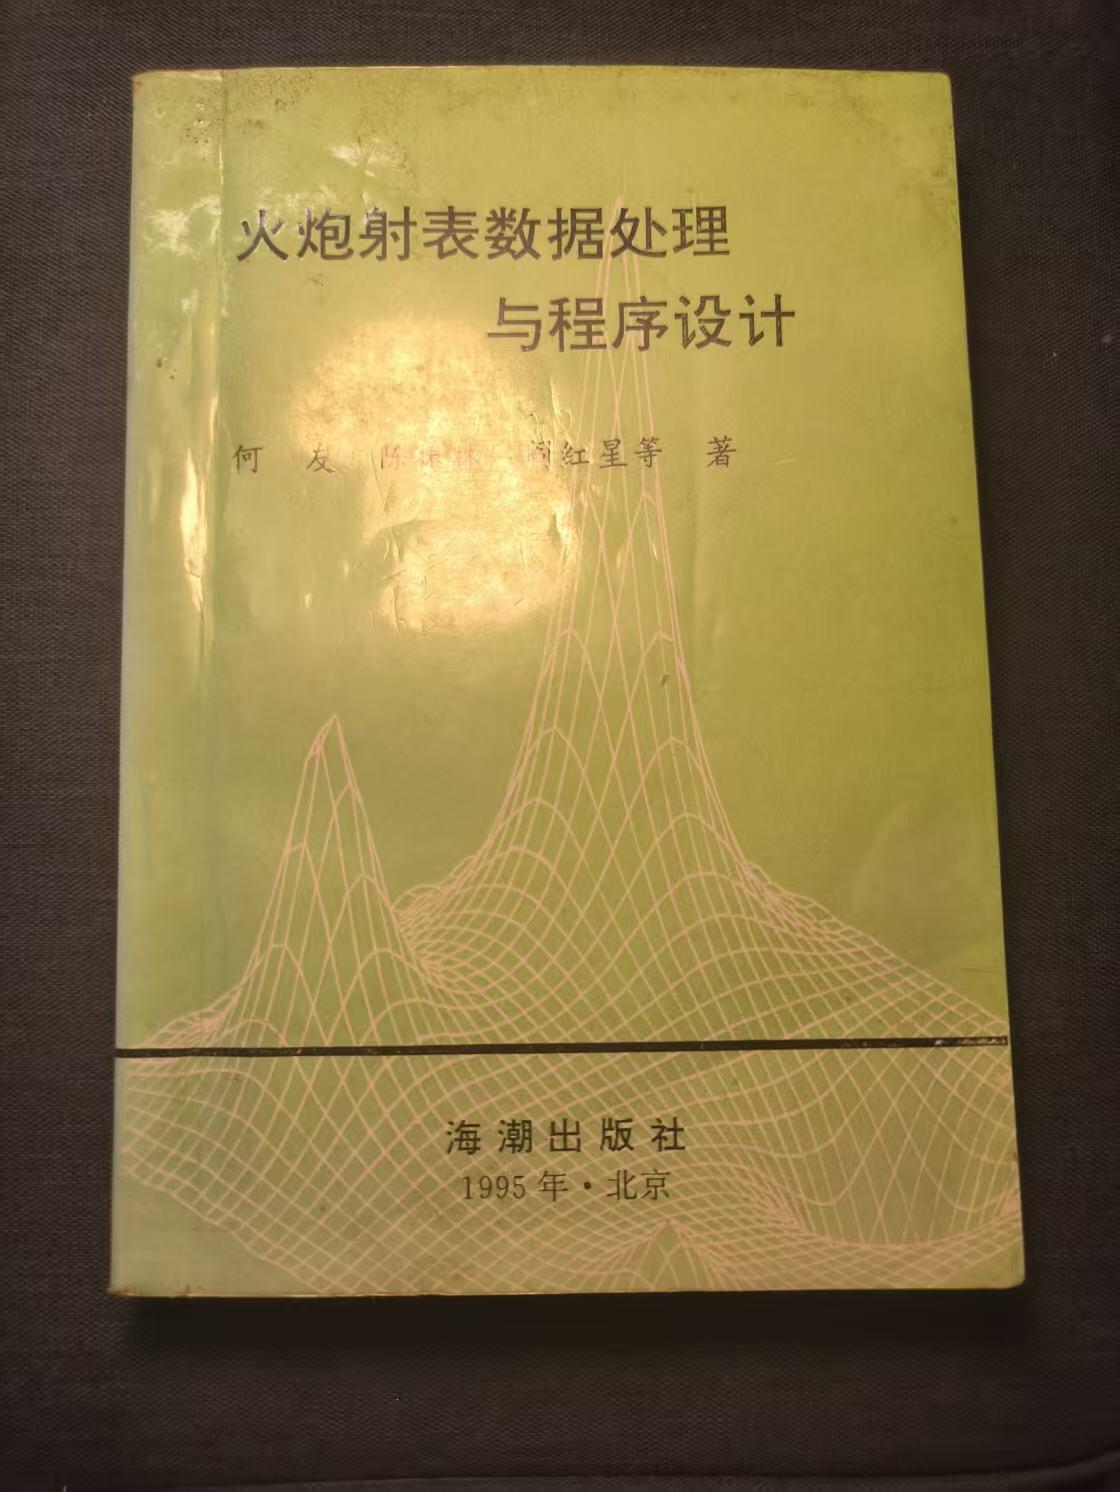 火炮射表数据处理
与程序设计
何 友 陈 林 阎红星等 著
海潮出版社
1995年·北京